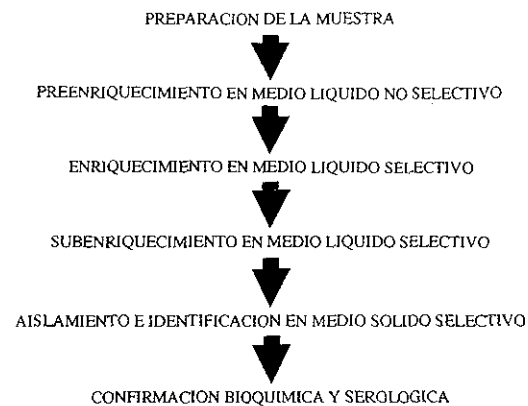 PREPARACION DE LA MUESTRA
PREENRIQUECIMIENTO EN MEDIO LIQUIDO NO SELECTIVO
ENRIQUECIMIENTO EN MEDIO LIQUIDO SELECTIVO
SUBENRIQUECIMIENTO EN MEDIO LIQUIDO SELECTIVO
AISLAMIENTO E IDENTIFICACION EN MEDIO SOLIDO SELECTIVO
CONFIRMACION BIOQUIMICA Y SEROLOGICA